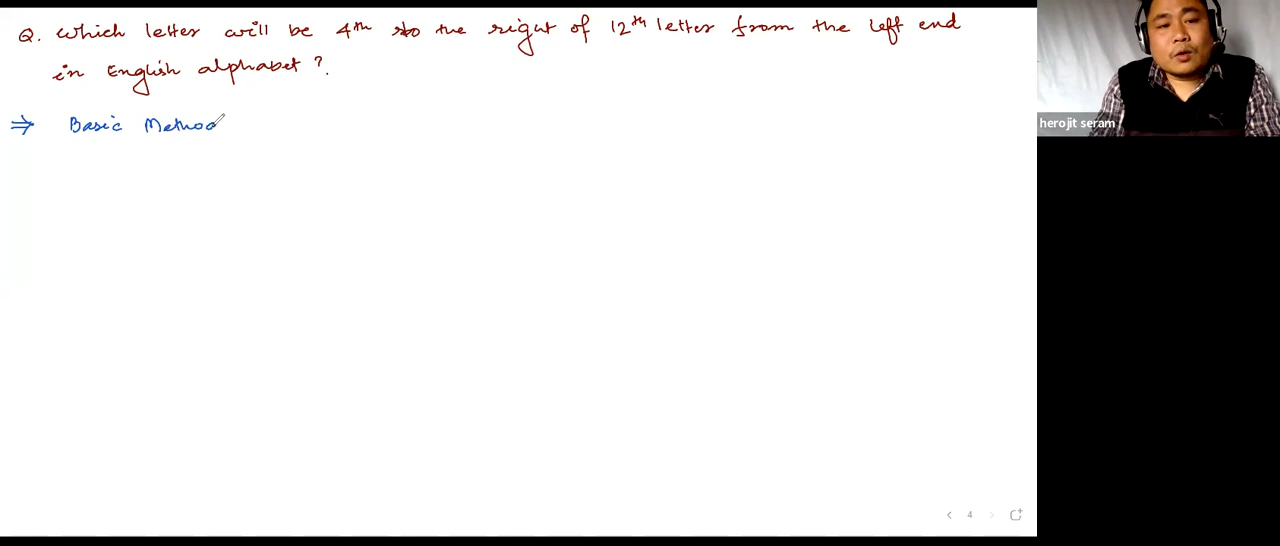 Q. Which letter will be 4th to the right of 12th letter from the left end
in English alphabet ?
⇒ Basic Method
herojit seram
< 4 >